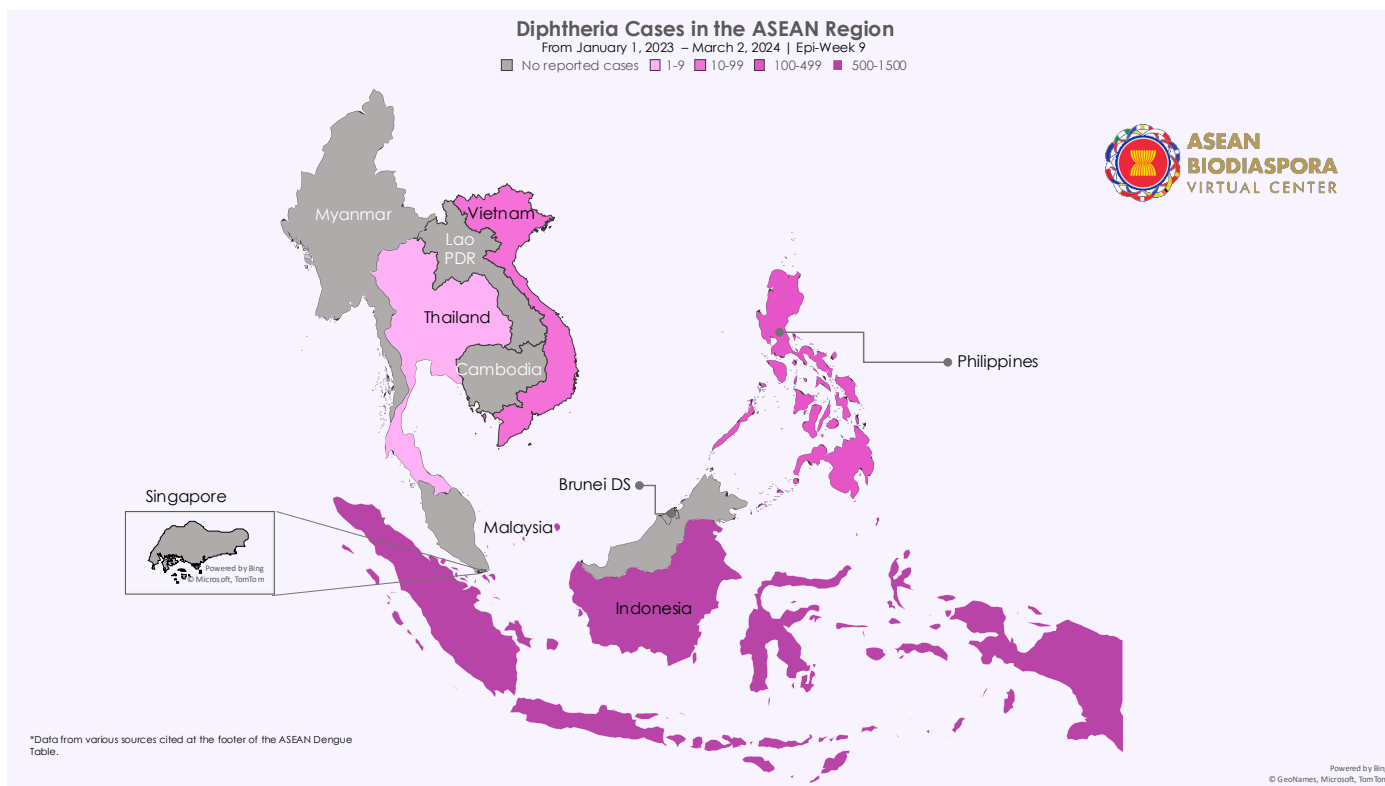 Diphtheria Cases in the ASEAN Region
From January 1, 2023 – March 2, 2024 | Epi-Week 9
No reported cases 1-9 10-99 100-499 500-1500
ASEAN
BIODIASPORA
VIRTUAL CENTER
Myanmar
Vietnam
Lao
PDR
Thailand
Cambodia
Philippines
Brunei DS
Singapore
Malaysia
Powered by Bing
© Microsoft, TomTom
Indonesia
*Data from various sources cited at the footer of the ASEAN Dengue
Table.
Powered by Bing
© GeoNames, Microsoft, TomTom